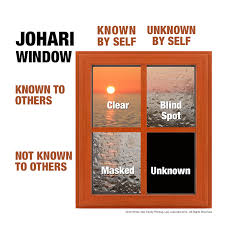 JOHARI
WINDOW
KNOWN
BY SELF
UNKNOWN
BY SELF
KNOWN TO
OTHERS
Clear
Blind
Spot
NOT KNOWN
TO OTHERS
Masked
Unknown